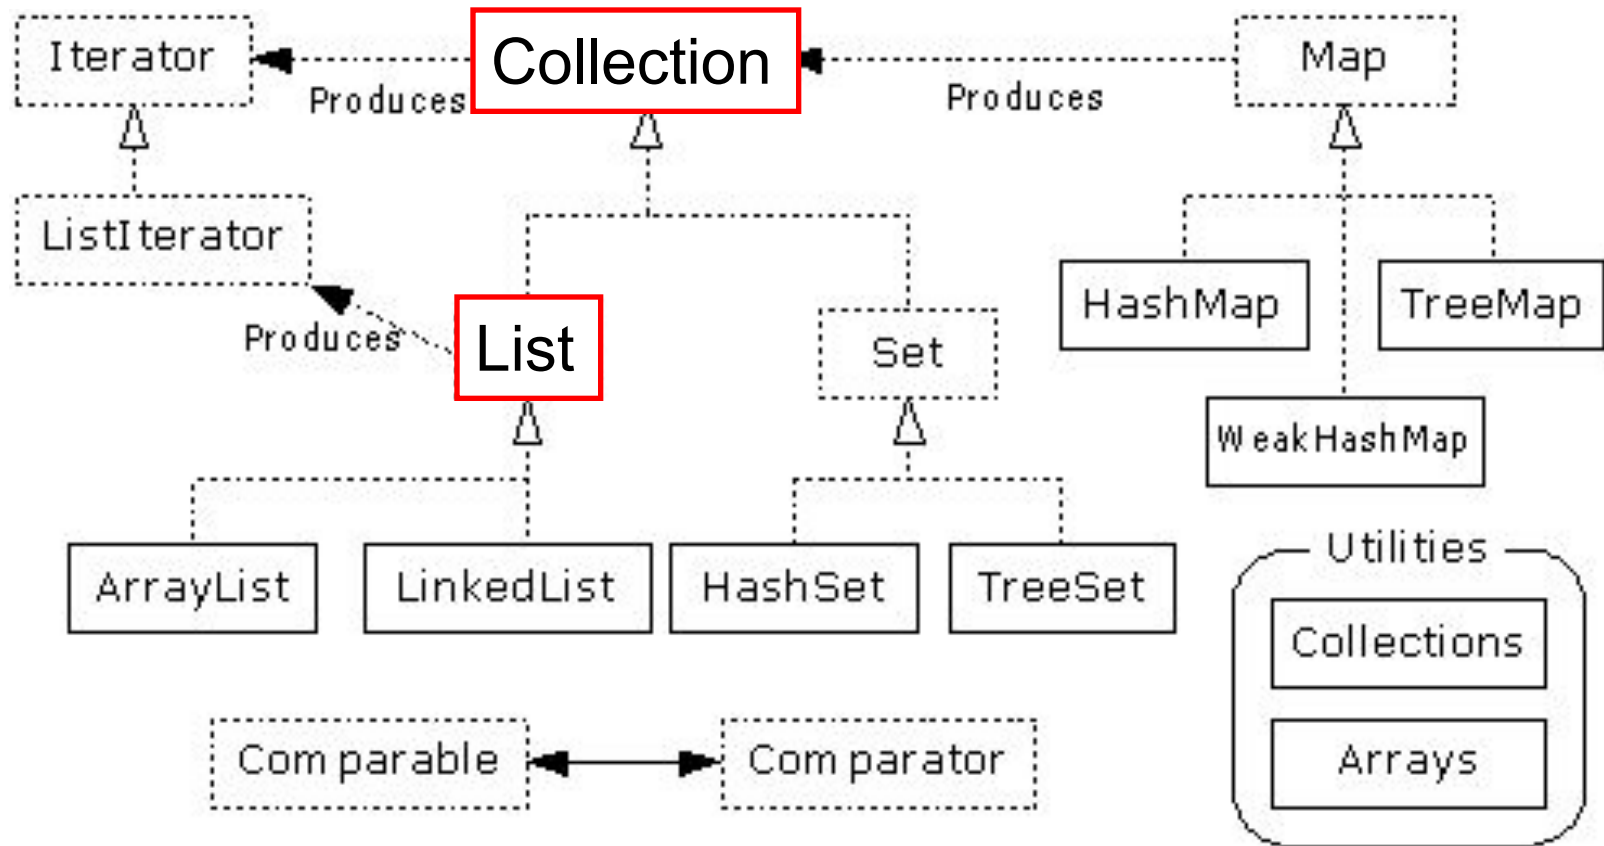 Iterator
Collection
Map
Produces
Produces
ListIterator
HashMap
TreeMap
Produces
List
Set
WeakHashMap
ArrayList
LinkedList
HashSet
TreeSet
Utilities
Collections
Arrays
Comparable
Comparator